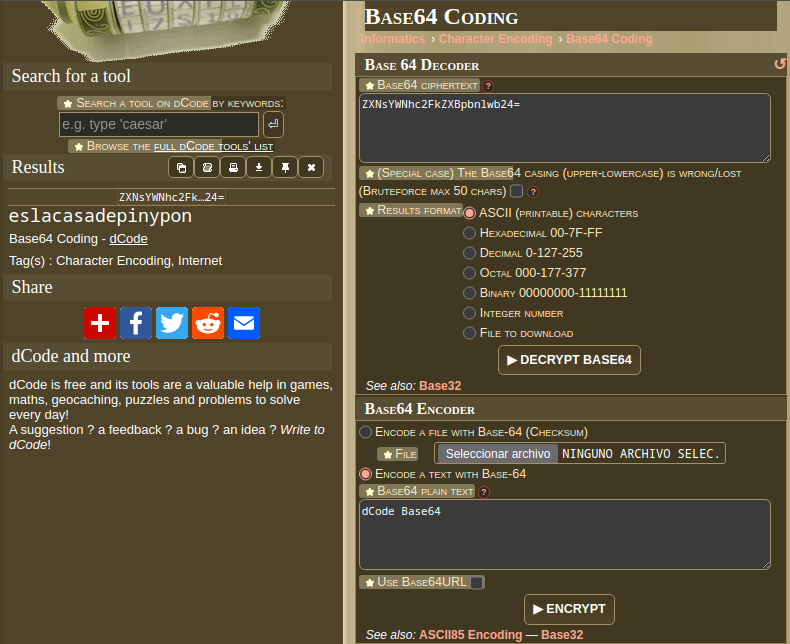 Search for a tool
★ Search a tool on dCode by keywords:
e.g. type 'caesar'
★ Browse the full dCode tools' list
Results
ZXNsYWNhc2Fk…24=
eslacasadepinypon
Base64 Coding - dCode
Tag(s) : Character Encoding, Internet
Share
dCode and more
dCode is free and its tools are a valuable help in games,
maths, geocaching, puzzles and problems to solve
every day!
A suggestion ? a feedback ? a bug ? an idea ? Write to
dCode!
Base64 Coding
Informatics › Character Encoding › Base64 Coding
Base 64 Decoder
★ Base64 ciphertext ?
ZXNsYWNhc2FkZXBpbnlwb24=
★ (Special case) The Base64 casing (upper-lowercase) is wrong/lost
(Bruteforce max 50 chars) ?
★ Results format ASCII (printable) characters
Hexadecimal 00-7F-FF
Decimal 0-127-255
Octal 000-177-377
Binary 00000000-11111111
Integer number
File to download
▶ DECRYPT BASE64
See also: Base32
Base64 Encoder
Encode a file with Base-64 (Checksum)
★ File Seleccionar archivo NINGUNO ARCHIVO SELEC.
Encode a text with Base-64
★ Base64 plain text ?
dCode Base64
★ Use Base64URL
▶ ENCRYPT
See also: ASCII85 Encoding — Base32